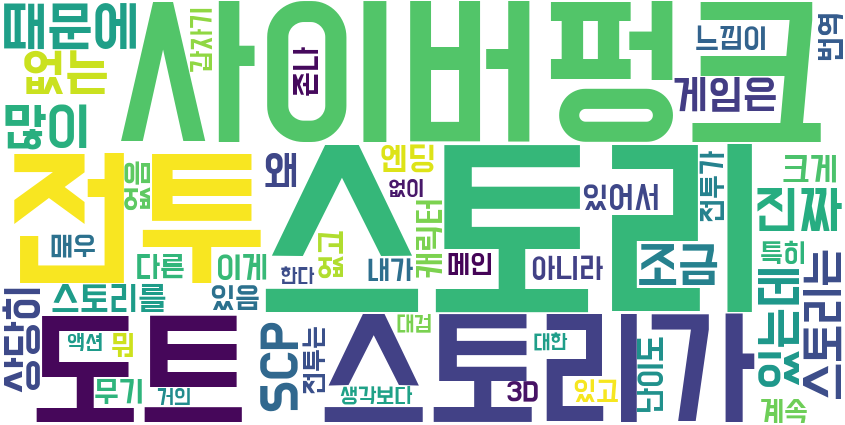 때문에
사이버펑크
갑자기
존나
느낌이
번역
없는
게임은
많이
전투
스토리
없음
왜
엔딩
없이
있어서
전투가
크게
진짜
매우
다른
이게
없고
캐릭터
한다
내가
메인
아니라
조금
특히
스토리를
있음
있는데
스토리는
상당히
도트
스토리가
액션
뭐
SCP
전투는
대검
대한
난이도
무기
거의
생각보다
3D
있고
계속